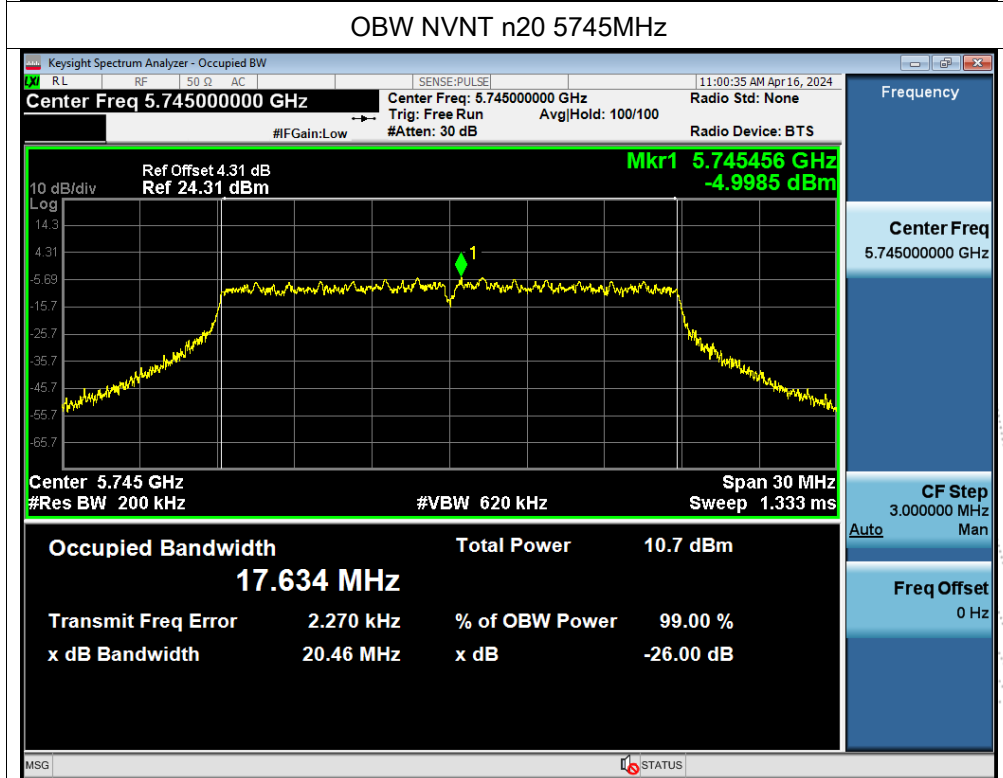 OBW NVNT n20 5745MHz
Keysight Spectrum Analyzer - Occupied BW
LXI RL RF 50 Ω AC SENSE:PULSE 11:00:35 AM Apr 16, 2024
Center Freq 5.745000000 GHz
#IFGain:Low
Center Freq: 5.745000000 GHz
Trig: Free Run Avg|Hold: 100/100
#Atten: 30 dB
Radio Std: None
Radio Device: BTS
Ref Offset 4.31 dB
10 dB/div Ref 24.31 dBm
Mkr1 5.745456 GHz
-4.9985 dBm
Log
14.3
4.31
-5.69
-15.7
-25.7
-35.7
-45.7
-55.7
-65.7
1
Center 5.745 GHz Span 30 MHz
#Res BW 200 kHz #VBW 620 kHz Sweep 1.333 ms
Occupied Bandwidth Total Power 10.7 dBm
17.634 MHz
Transmit Freq Error 2.270 kHz % of OBW Power 99.00 %
x dB Bandwidth 20.46 MHz x dB -26.00 dB
MSG STATUS
Frequency
Center Freq
5.745000000 GHz
CF Step
3.000000 MHz
Auto Man
Freq Offset
0 Hz